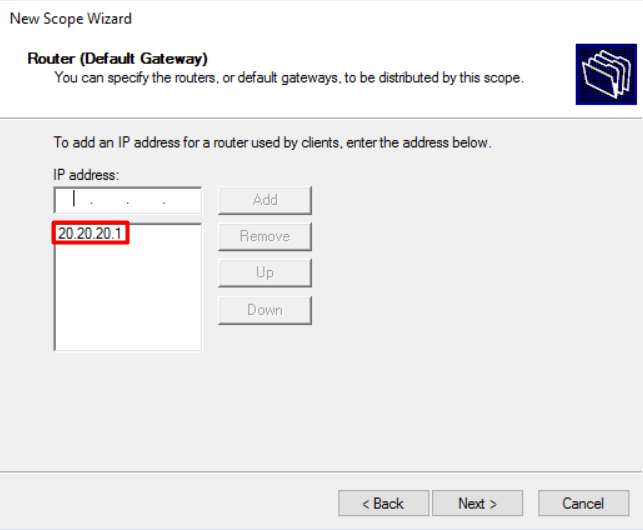 New Scope Wizard
Router (Default Gateway)
You can specify the routers, or default gateways, to be distributed by this scope.
To add an IP address for a router used by clients, enter the address below.
IP address:
. . .
Add
20.20.20.1
Remove
Up
Down
< Back
Next >
Cancel